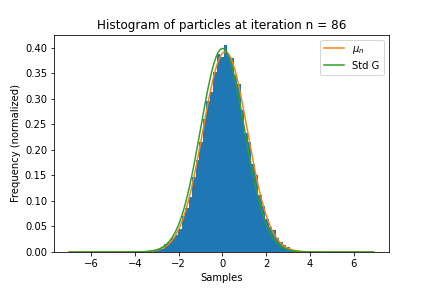 Histogram of particles at iteration n = 86
Frequency (normalized)
0.40
0.35
0.30
0.25
0.20
0.15
0.10
0.05
0.00
μₙ
Std G
−6 −4 −2 0 2 4 6
Samples